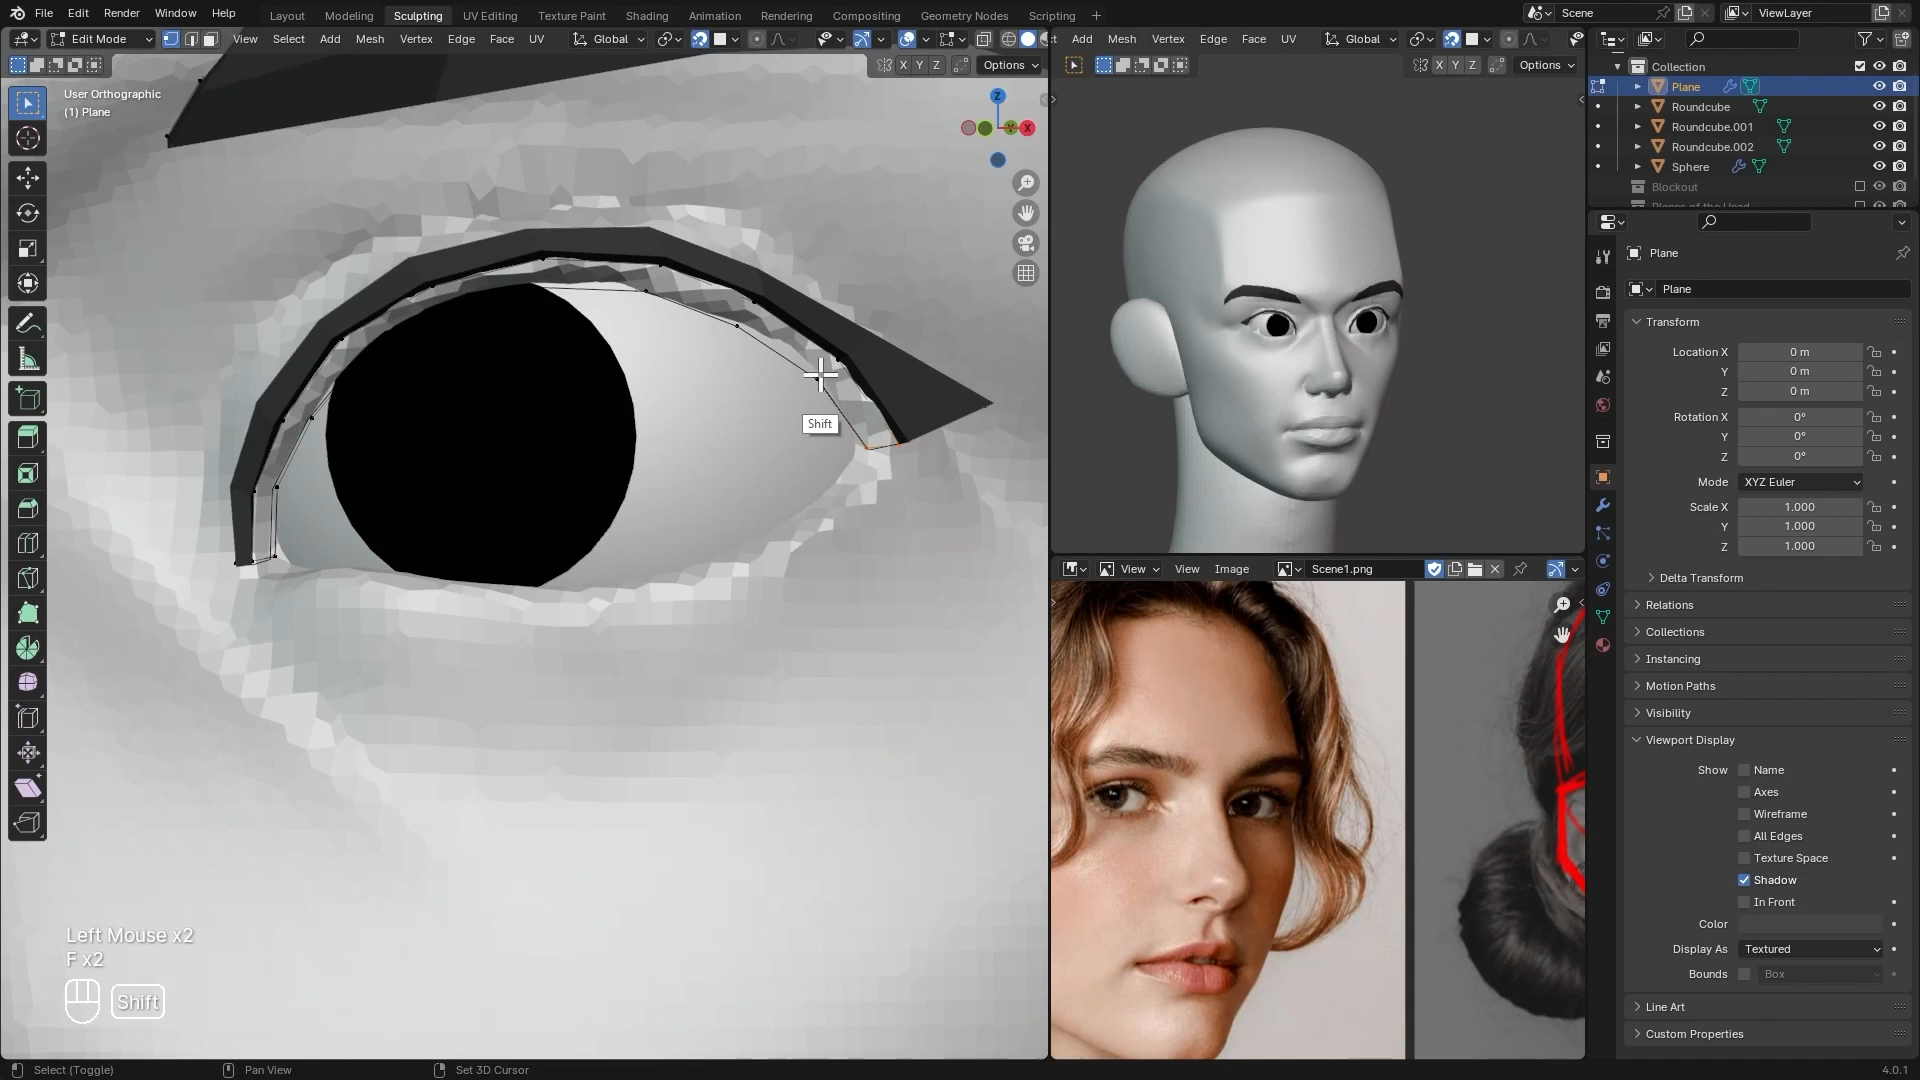 File Edit Render Window Help
Layout Modeling Sculpting UV Editing Texture Paint Shading Animation Rendering Compositing Geometry Nodes Scripting +
Scene
ViewLayer
Edit Mode View Select Add Mesh Vertex Edge Face UV Global
Add Mesh Vertex Edge Face UV Global
X Y Z Options
X Y Z Options
User Orthographic
(1) Plane
Z
Y
X
Shift
Left Mouse x2
F x2
Shift
View View Image Scene1.png
Collection
Plane
Roundcube
Roundcube.001
Roundcube.002
Sphere
Blockout
Planes of the Head
Plane
Plane
Transform
Location X 0 m
Y 0 m
Z 0 m
Rotation X 0°
Y 0°
Z 0°
Mode XYZ Euler
Scale X 1.000
Y 1.000
Z 1.000
Delta Transform
Relations
Collections
Instancing
Motion Paths
Visibility
Viewport Display
Show Name
Axes
Wireframe
All Edges
Texture Space
Shadow
In Front
Color
Display As Textured
Bounds Box
Line Art
Custom Properties
Select (Toggle) Pan View Set 3D Cursor 4.0.1